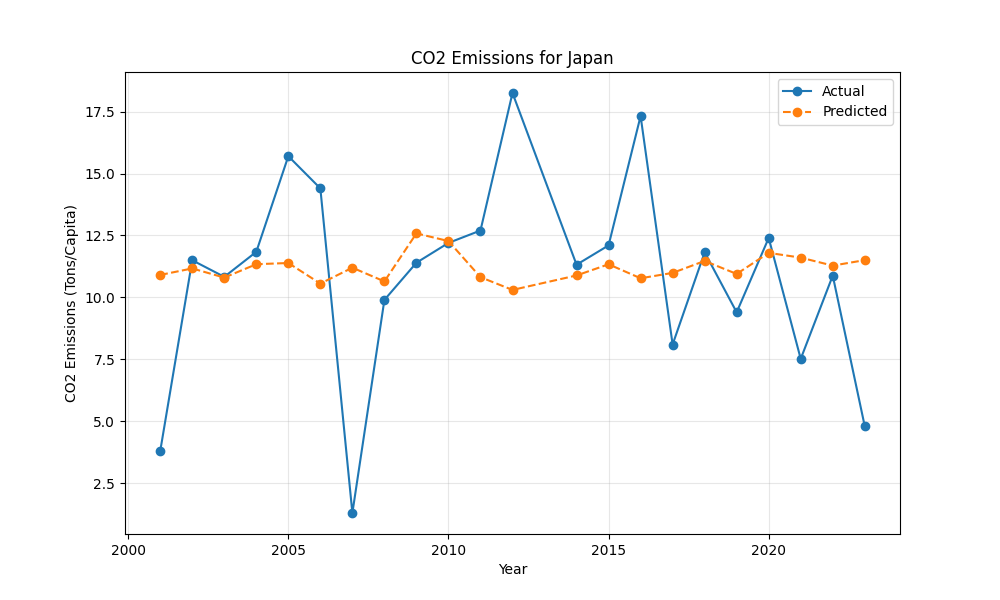 CO2 Emissions for Japan
Actual
Predicted
CO2 Emissions (Tons/Capita)
17.5
15.0
12.5
10.0
7.5
5.0
2.5
2000
2005
2010
2015
2020
Year